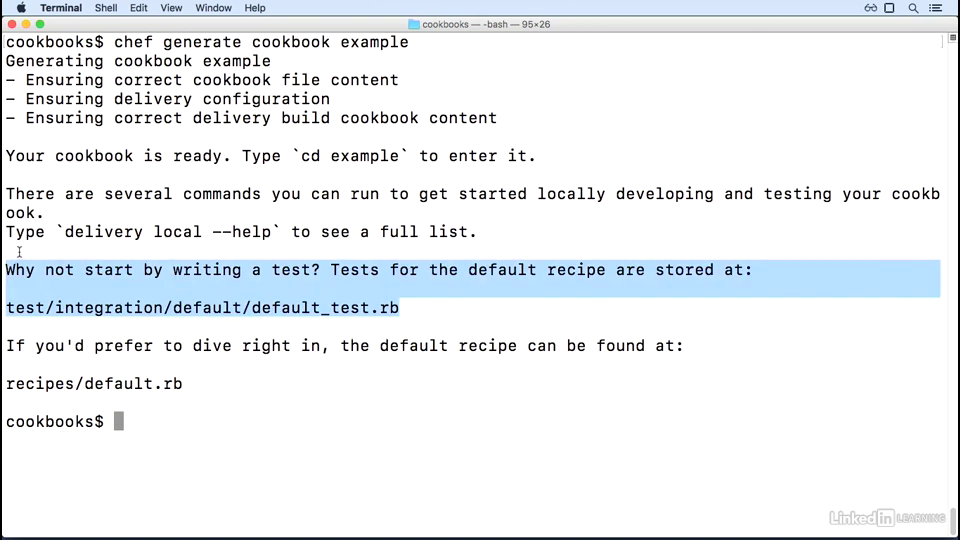 Terminal Shell Edit View Window Help
cookbooks — -bash — 95×26
cookbooks$ chef generate cookbook example
Generating cookbook example
- Ensuring correct cookbook file content
- Ensuring delivery configuration
- Ensuring correct delivery build cookbook content
Your cookbook is ready. Type `cd example` to enter it.
There are several commands you can run to get started locally developing and testing your cookb
ook.
Type `delivery local --help` to see a full list.
Why not start by writing a test? Tests for the default recipe are stored at:
test/integration/default/default_test.rb
If you'd prefer to dive right in, the default recipe can be found at:
recipes/default.rb
cookbooks$
Linked in LEARNING